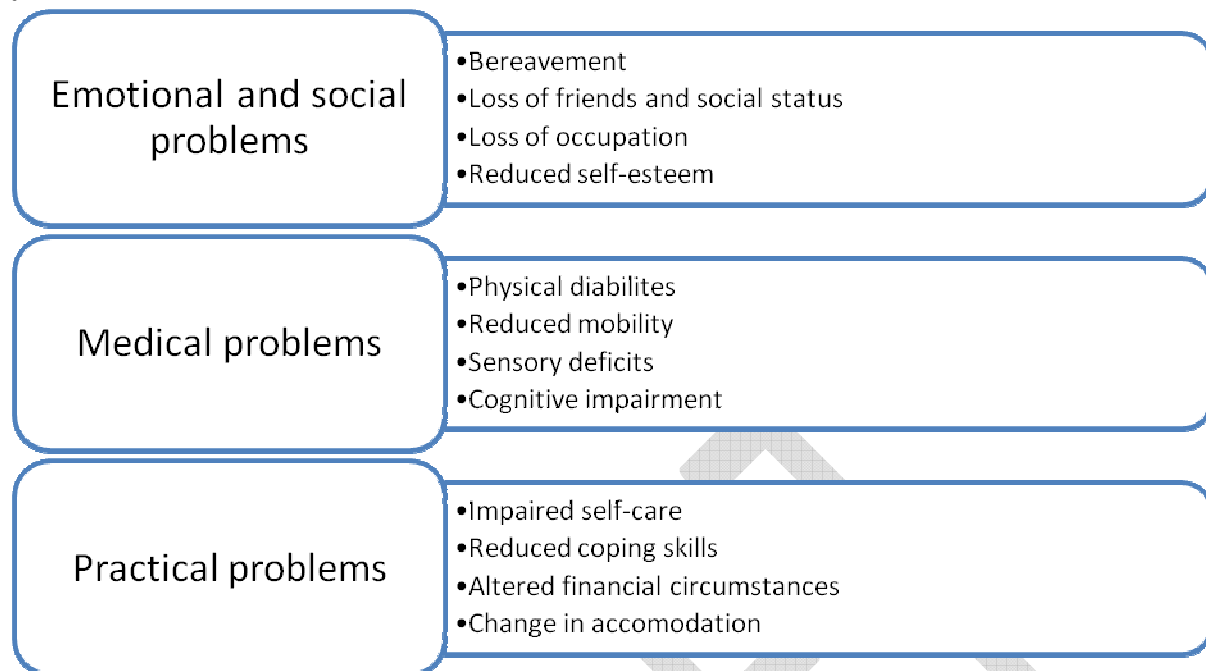 Emotional and social
problems
•Bereavement
•Loss of friends and social status
•Loss of occupation
•Reduced self-esteem
Medical problems
•Physical diabilites
•Reduced mobility
•Sensory deficits
•Cognitive impairment
Practical problems
•Impaired self-care
•Reduced coping skills
•Altered financial circumstances
•Change in accomodation